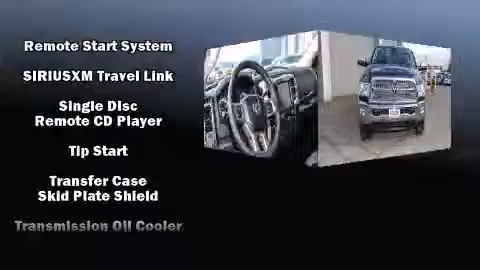 Remote Start System
SIRIUSXM Travel Link
Single Disc
Remote CD Player
Tip Start
Transfer Case
Skid Plate Shield
Transmission Oil Cooler